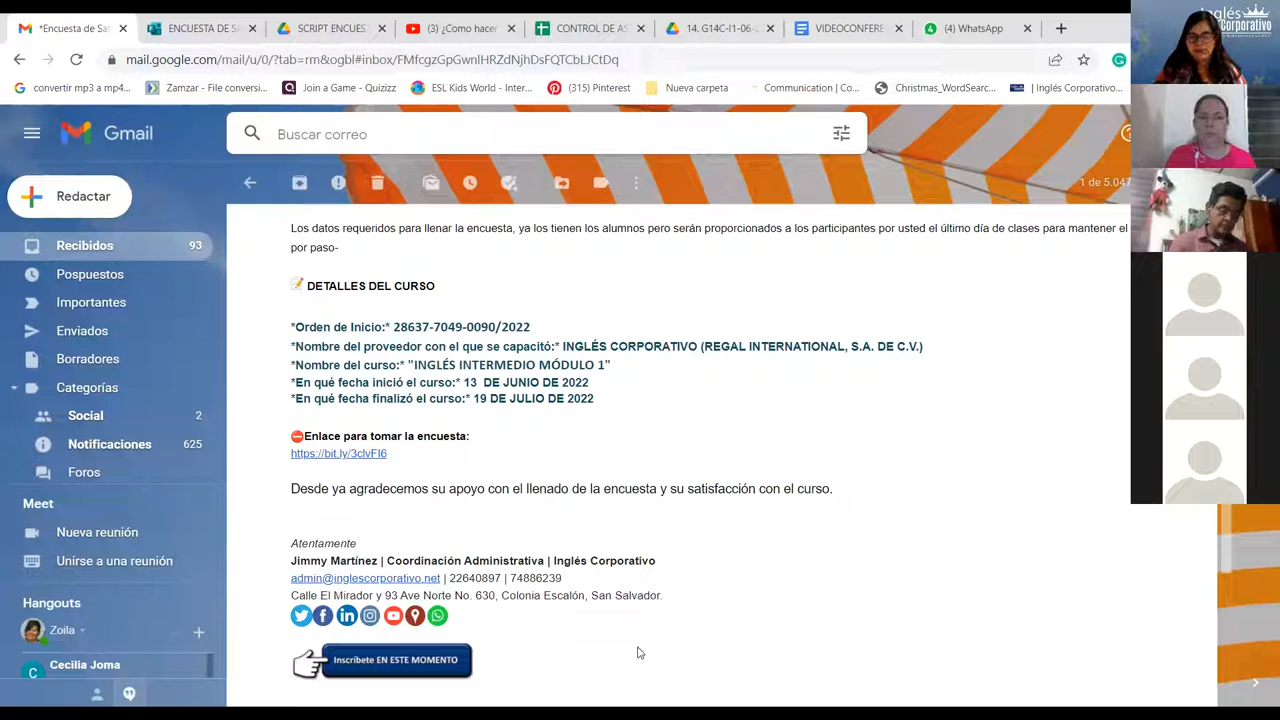 *Encuesta de Sat
ENCUESTA DE SA
SCRIPT ENCUES
(3) ¿Como hacer
CONTROL DE AS
14. G14C-I1-06-2
VIDEOCONFERE
(4) WhatsApp
Inglés
Corporativo
mail.google.com/mail/u/0/?tab=rm&ogbl#inbox/FMfcgzGpGwnlHRZdNjhDsFQTCbLJCtDq
convertir mp3 a mp4...
Zamzar - File conversi...
Join a Game - Quizizz
ESL Kids World - Inter...
(315) Pinterest
Nueva carpeta
Communication | Co...
Christmas_WordSearc...
| Inglés Corporativo...
Gmail
Buscar correo
Redactar
1 de 5.047
Recibidos 93
Pospuestos
Importantes
Enviados
Borradores
Categorías
Social 2
Notificaciones 625
Foros
Meet
Nueva reunión
Unirse a una reunión
Hangouts
Zoila
Cecilia Joma
Los datos requeridos para llenar la encuesta, ya los tienen los alumnos pero serán proporcionados a los participantes por usted el último día de clases para mantener el
por paso-
DETALLES DEL CURSO
*Orden de Inicio:* 28637-7049-0090/2022
*Nombre del proveedor con el que se capacitó:* INGLÉS CORPORATIVO (REGAL INTERNATIONAL, S.A. DE C.V.)
*Nombre del curso:* "INGLÉS INTERMEDIO MÓDULO 1"
*En qué fecha inició el curso:* 13 DE JUNIO DE 2022
*En qué fecha finalizó el curso:* 19 DE JULIO DE 2022
Enlace para tomar la encuesta:
https://bit.ly/3clvFI6
Desde ya agradecemos su apoyo con el llenado de la encuesta y su satisfacción con el curso.
Atentamente
Jimmy Martínez | Coordinación Administrativa | Inglés Corporativo
admin@inglescorporativo.net | 22640897 | 74886239
Calle El Mirador y 93 Ave Norte No. 630, Colonia Escalón, San Salvador.
Inscríbete EN ESTE MOMENTO